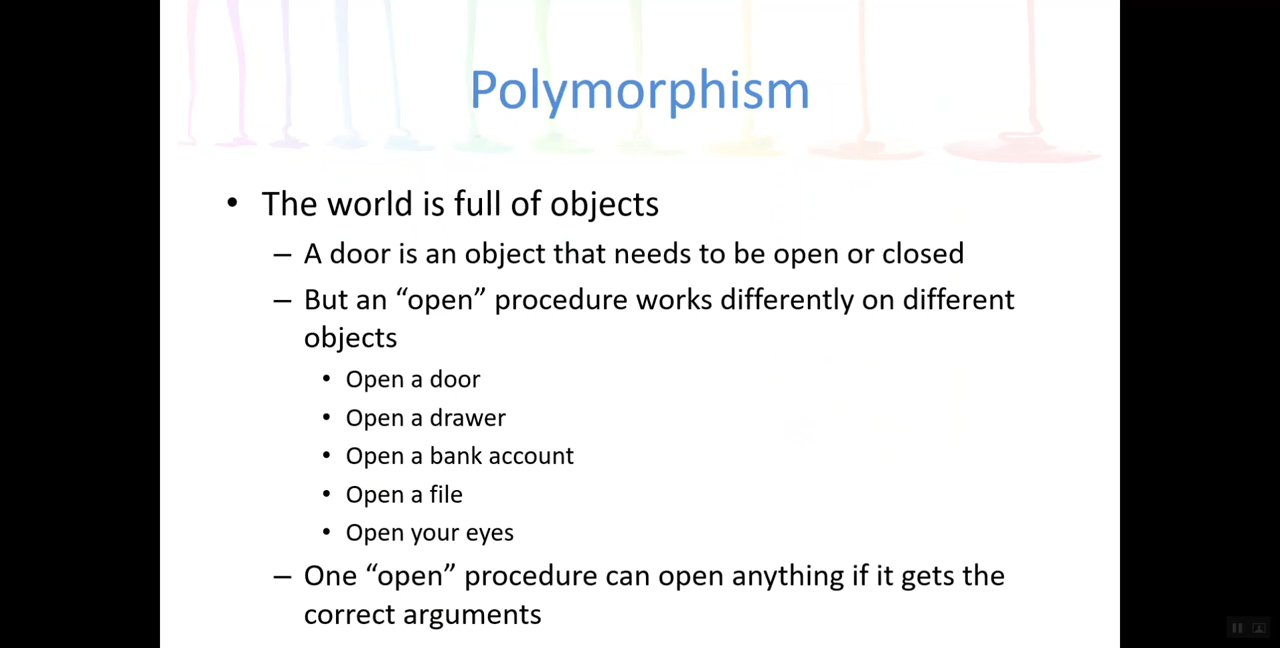 Polymorphism
• The world is full of objects
– A door is an object that needs to be open or closed
– But an “open” procedure works differently on different
objects
• Open a door
• Open a drawer
• Open a bank account
• Open a file
• Open your eyes
– One “open” procedure can open anything if it gets the
correct arguments